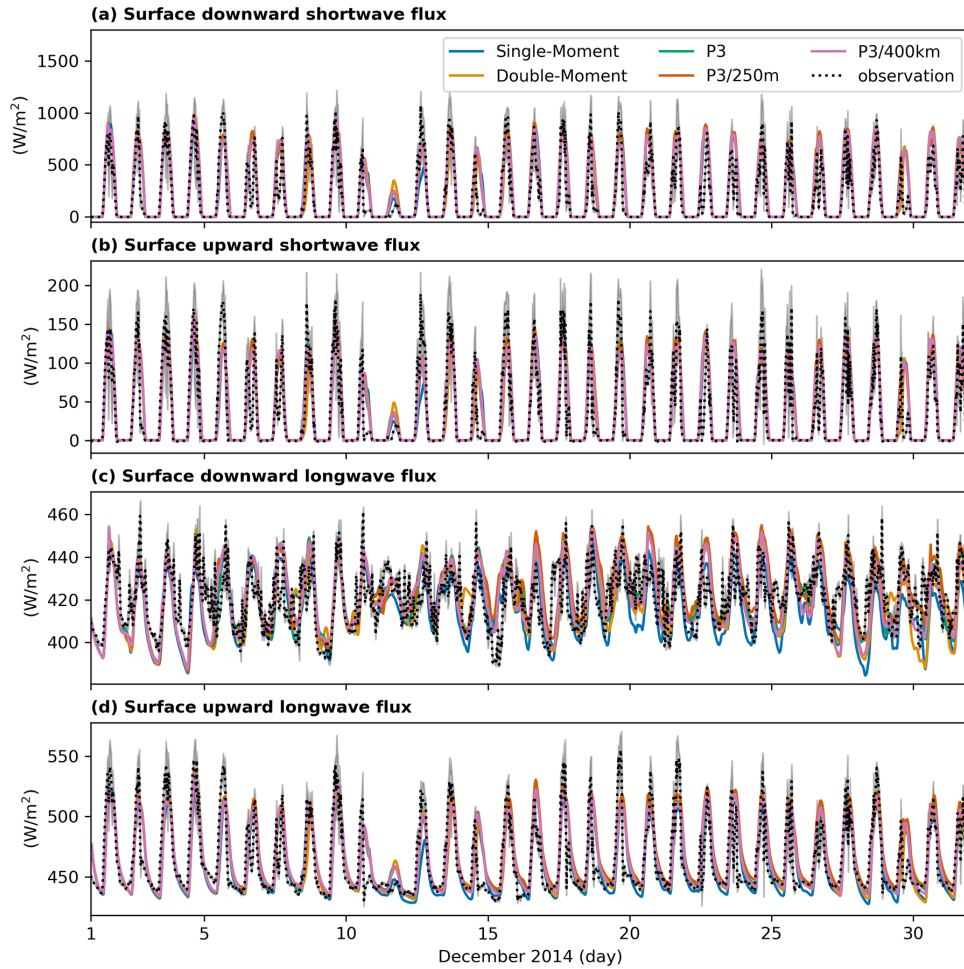 (a) Surface downward shortwave flux
Single-Moment P3 P3/400km
Double-Moment P3/250m observation
1500
1000
500
0
(W/m²)
(b) Surface upward shortwave flux
200
150
100
50
0
(W/m²)
(c) Surface downward longwave flux
460
440
420
400
(W/m²)
(d) Surface upward longwave flux
550
500
450
(W/m²)
1 5 10 15 20 25 30
December 2014 (day)